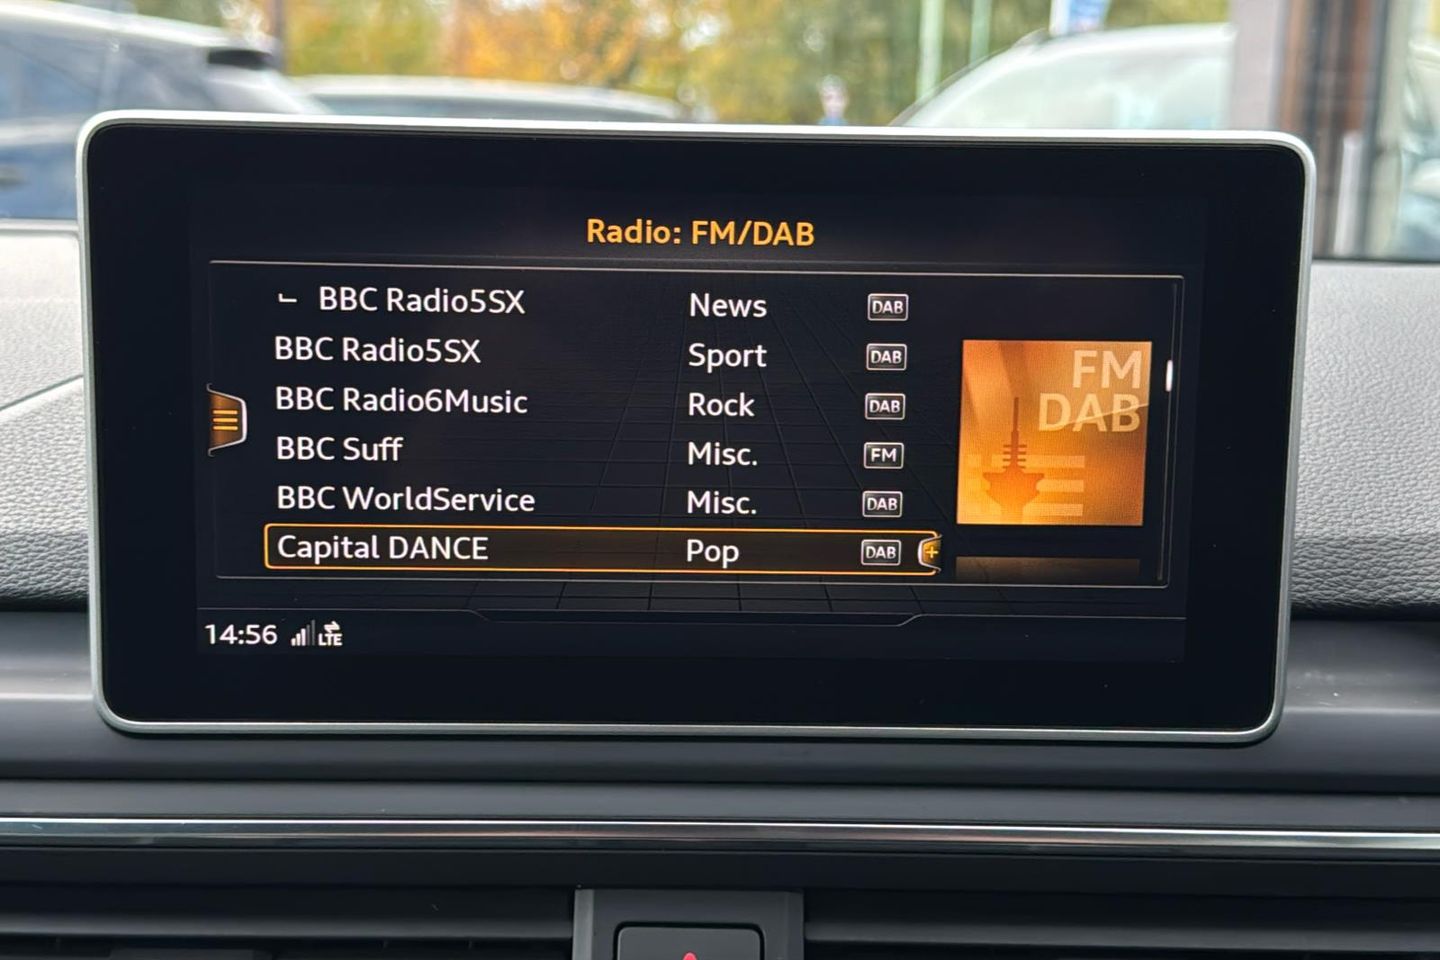 Radio: FM/DAB
BBC Radio5SX News DAB
BBC Radio5SX Sport DAB
BBC Radio6Music Rock DAB
BBC Suff Misc. FM
BBC WorldService Misc. DAB
Capital DANCE Pop DAB
FM
DAB
14:56 LTE